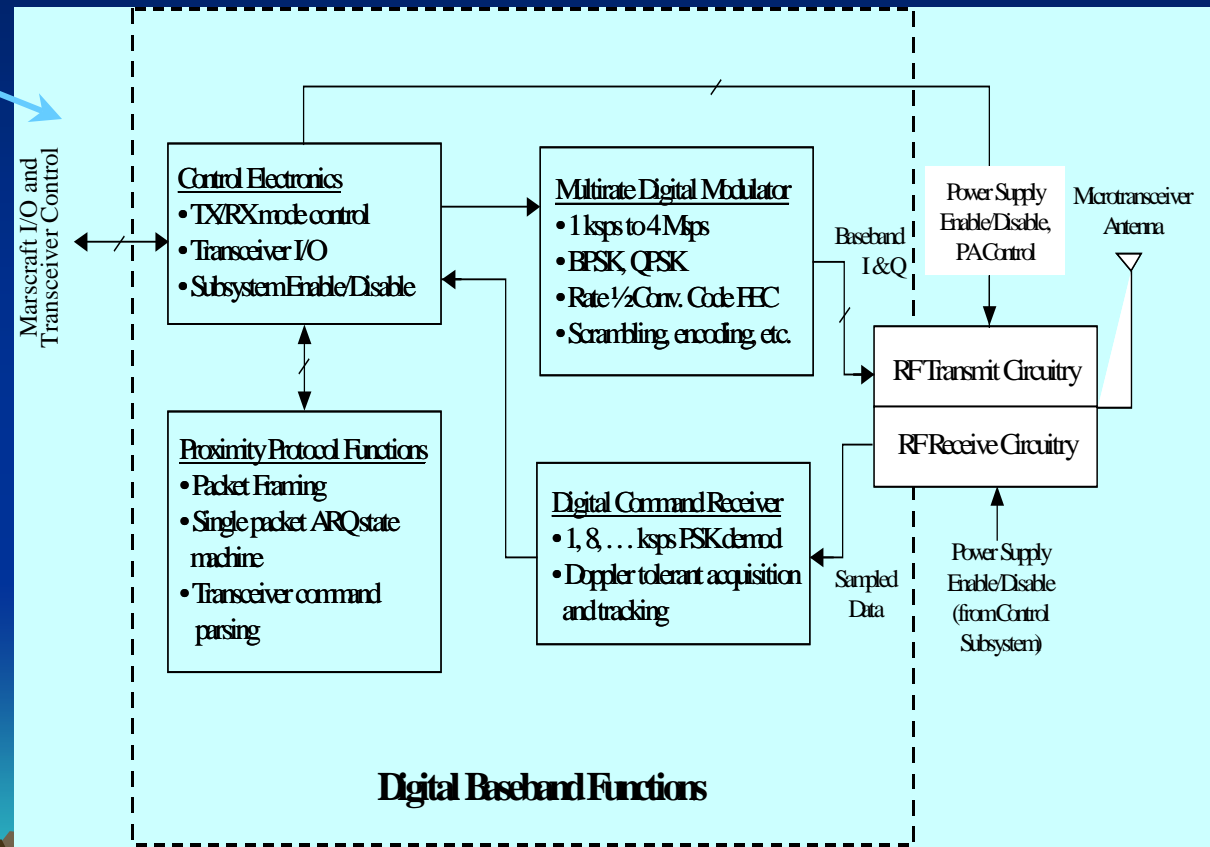 Marscraft I/O and
Transceiver Control
Control Electronics
• TX/RX mode control
• Transceiver I/O
• Subsystem Enable/Disable
Multirate Digital Modulator
• 1 ksps to 4 Msps
• BPSK, QPSK
• Rate ½ Conv. Code FEC
• Scrambling, encoding, etc.
Baseband
I & Q
Power Supply
Enable/Disable,
PA Control
Microtransceiver
Antenna
RF Transmit Circuitry
RF Receive Circuitry
Proximity Protocol Functions
• Packet Framing
• Single packet ARQ state
machine
• Transceiver command
parsing
Digital Command Receiver
• 1, 8, … ksps PSK demod
• Doppler tolerant acquisition
and tracking
Sampled
Data
Power Supply
Enable/Disable
(from Control
Subsystem)
Digital Baseband Functions